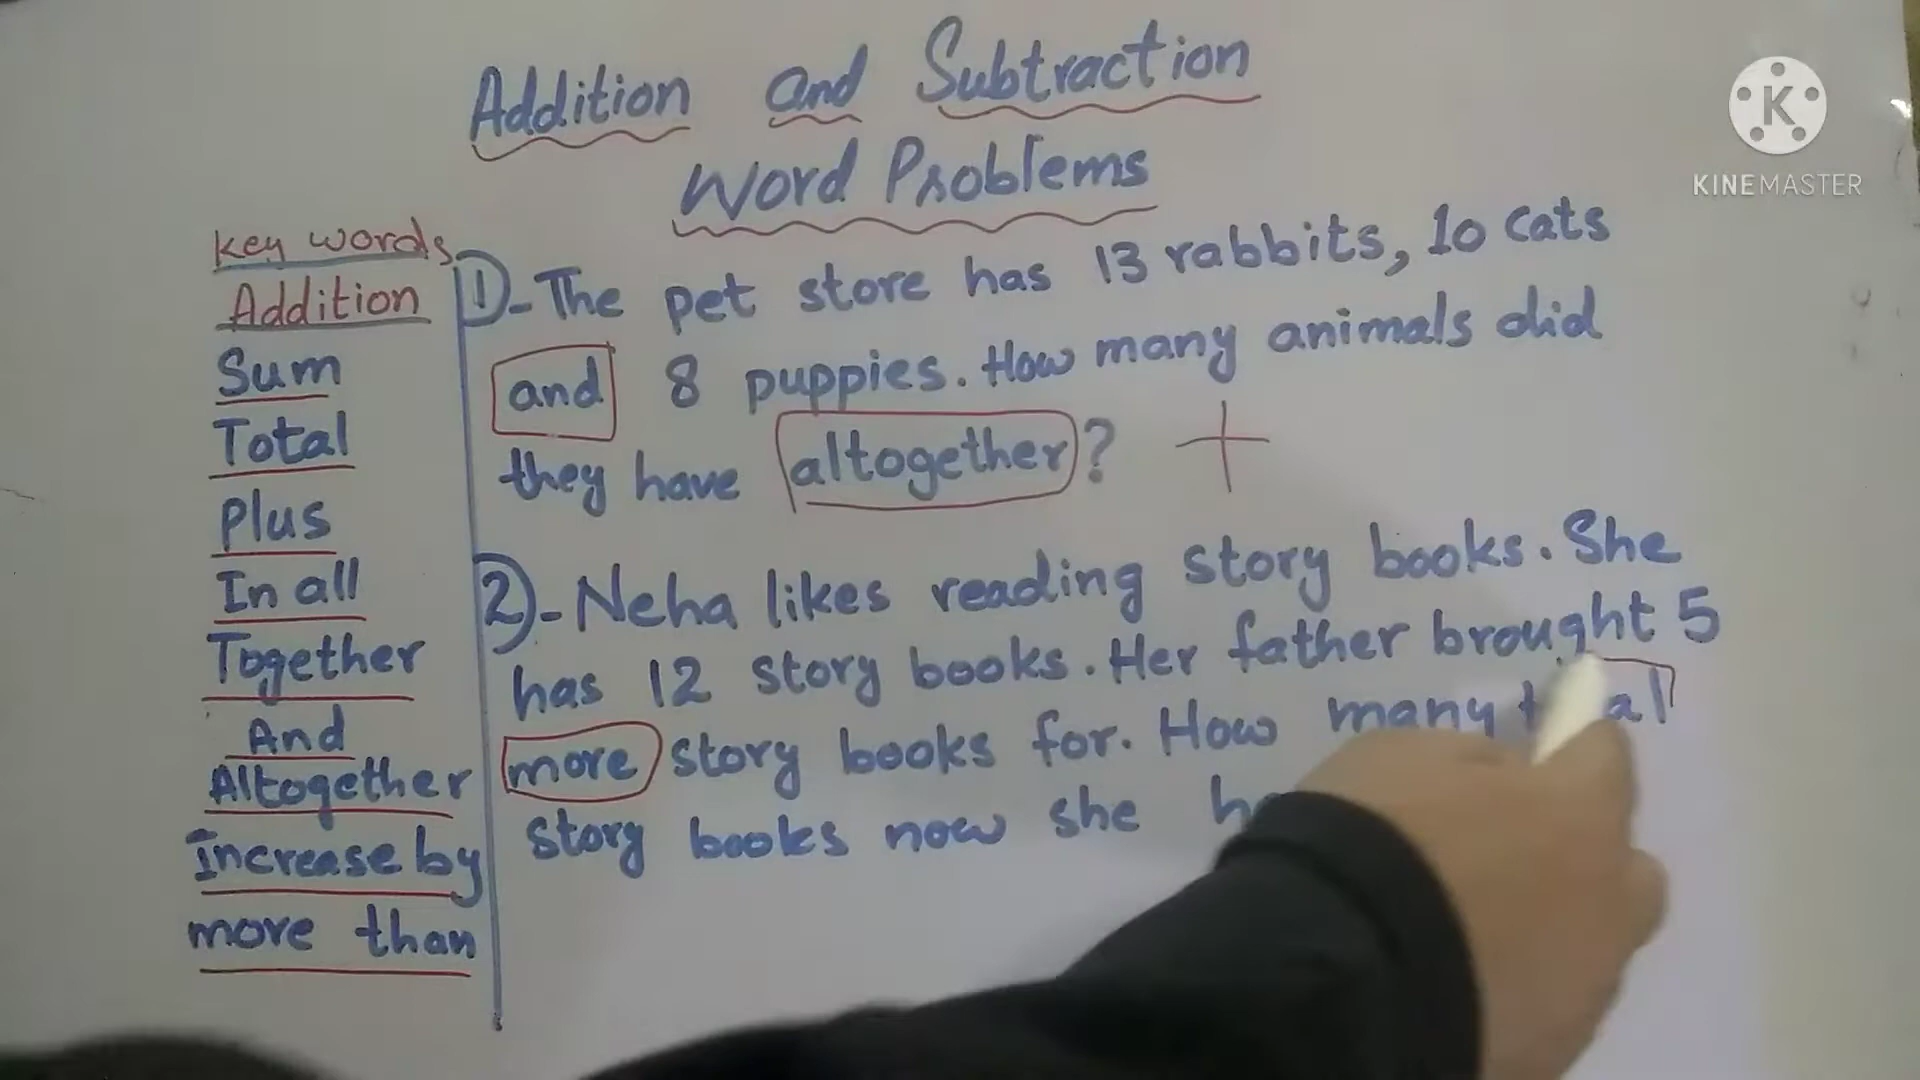 Addition and Subtraction
Word Problems
KINEMASTER
Key words
Addition
Sum
Total
Plus
In all
Together
And
Altogether
Increase by
more than
1)-The pet store has 13 rabbits, 10 cats
and 8 puppies. How many animals did
they have altogether? +
2)-Neha likes reading story books. She
has 12 story books. Her father brought 5
more story books for. How many
story books now she